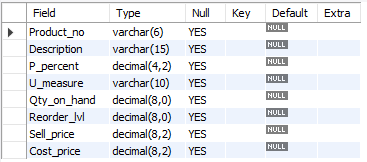 Field Type Null Key Default Extra
Product_no varchar(6) YES NULL
Description varchar(15) YES NULL
P_percent decimal(4,2) YES NULL
U_measure varchar(10) YES NULL
Qty_on_hand decimal(8,0) YES NULL
Reorder_lvl decimal(8,0) YES NULL
Sell_price decimal(8,2) YES NULL
Cost_price decimal(8,2) YES NULL